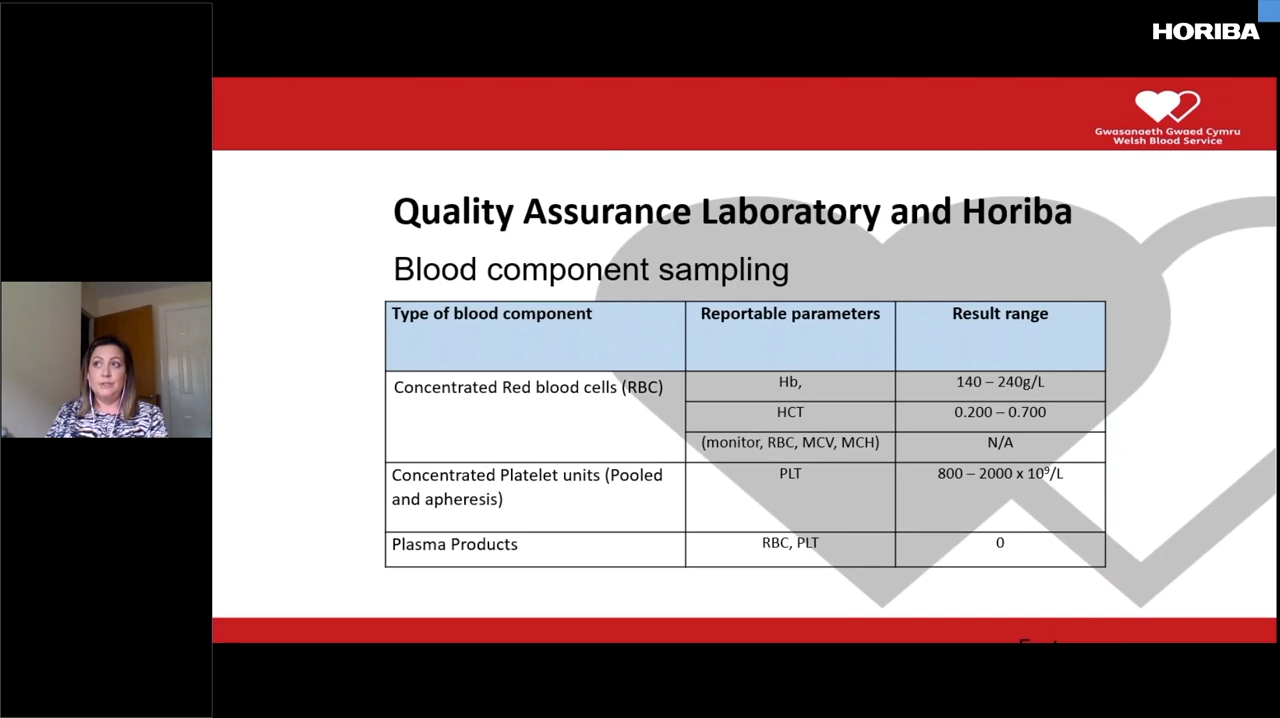 HORIBA
Gwasanaeth Gwaed Cymru
Welsh Blood Service
Quality Assurance Laboratory and Horiba
Blood component sampling
Type of blood component
Reportable parameters
Result range
Concentrated Red blood cells (RBC)
Hb,
140 – 240g/L
HCT
0.200 – 0.700
(monitor, RBC, MCV, MCH)
N/A
Concentrated Platelet units (Pooled
and apheresis)
PLT
800 – 2000 x 10⁹/L
Plasma Products
RBC, PLT
0